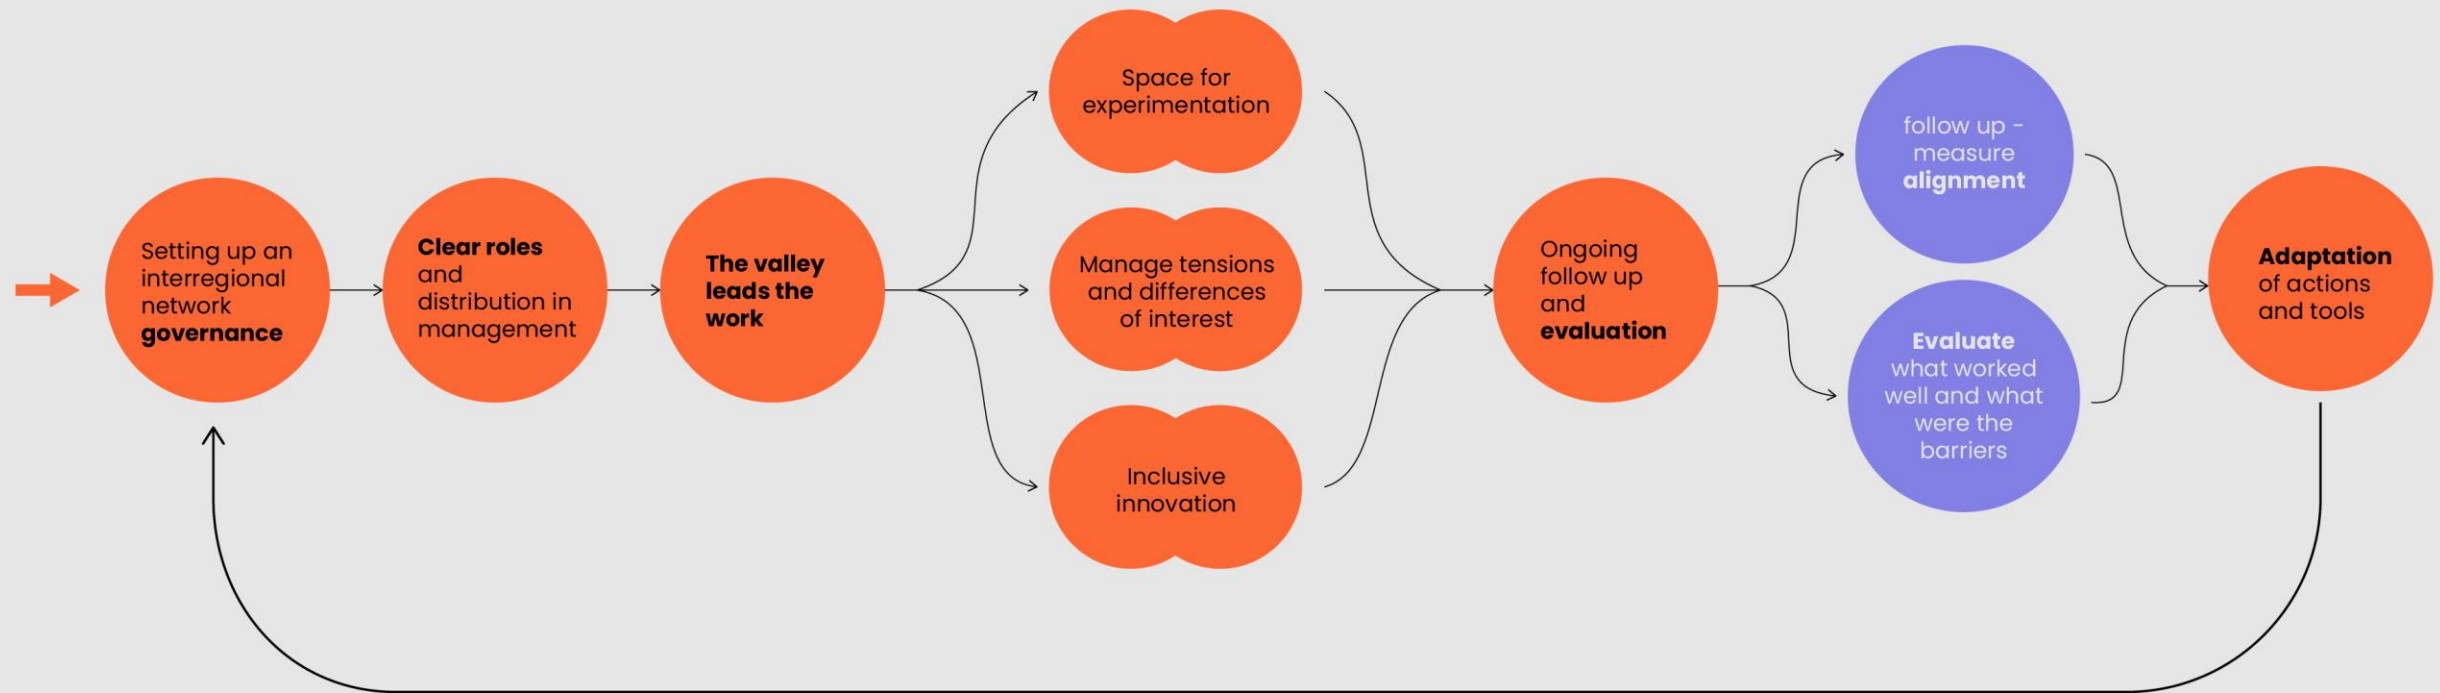 Setting up an
interregional
network
governance
Clear roles
and
distribution in
management
The valley
leads the
work
Space for
experimentation
Manage tensions
and differences
of interest
Inclusive
innovation
Ongoing
follow up
and
evaluation
follow up -
measure
alignment
Evaluate
what worked
well and what
were the
barriers
Adaptation
of actions
and tools